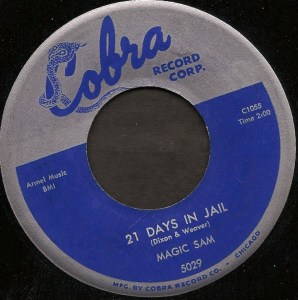 Cobra
RECORD
CORP.
C1055
Time 2:00
Armel Music
BMI
21 DAYS IN JAIL
(Dixon & Weaver)
MAGIC SAM
5029
MFG. BY COBRA RECORD CO. • CHICAGO